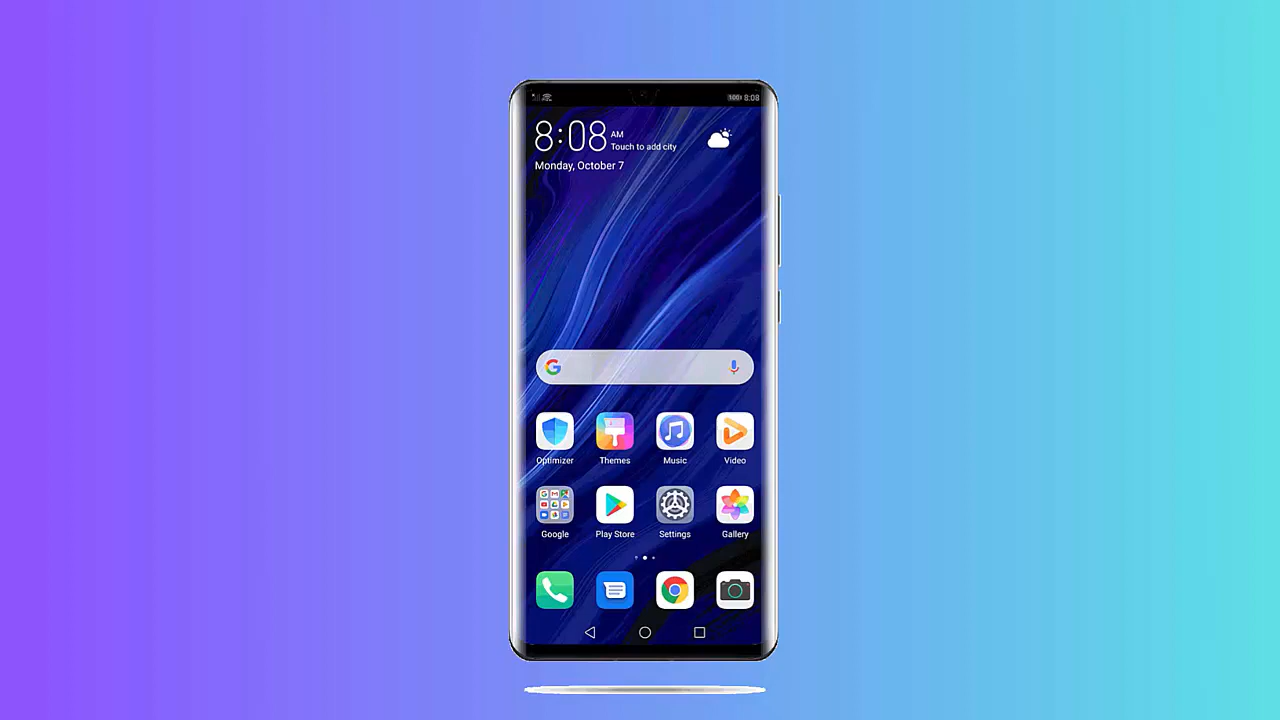 100 8:08
8:08 AM
Touch to add city
Monday, October 7
G
Optimizer Themes Music Video
Google Play Store Settings Gallery